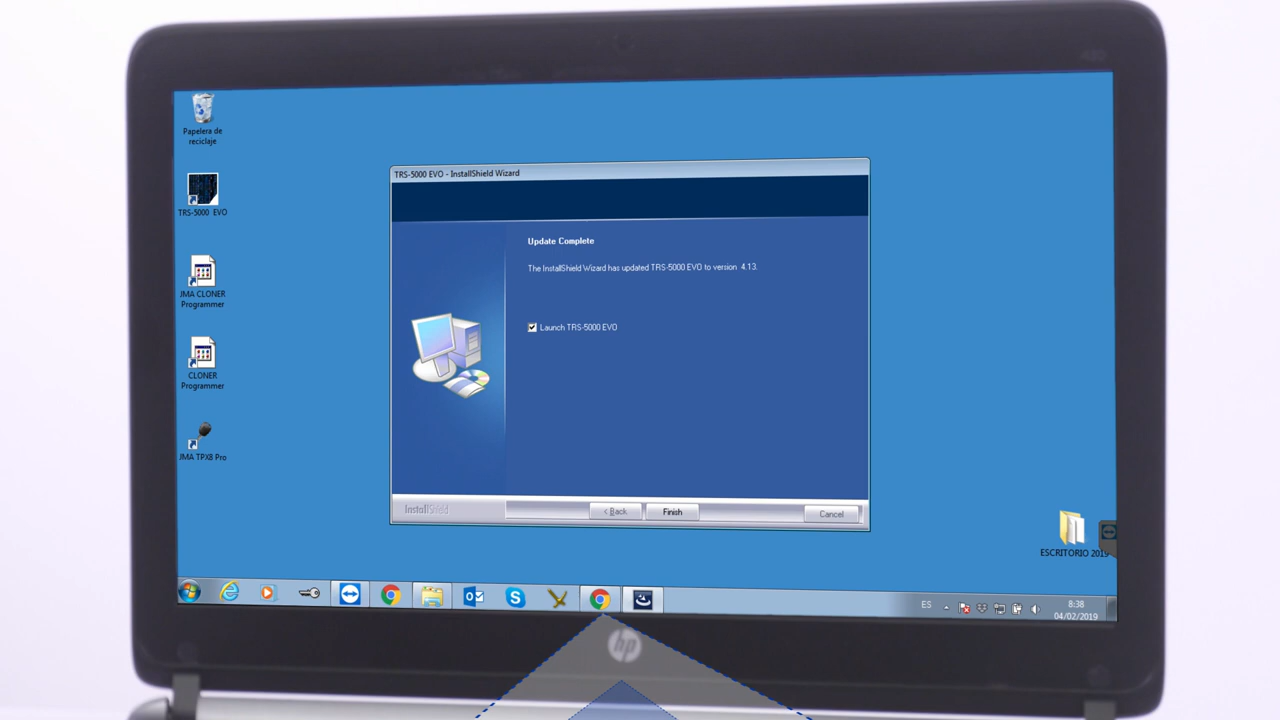 Papelera de
reciclaje
TRS-5000 EVO
JMA CLONER
Programmer
CLONER
Programmer
JMA TPX8 Pro
TRS-5000 EVO - InstallShield Wizard
Update Complete
The InstallShield Wizard has updated TRS-5000 EVO to version 4.13.
Launch TRS-5000 EVO
InstallShield
< Back
Finish
Cancel
ESCRITORIO 2019
ES
8:38
04/02/2019
hp